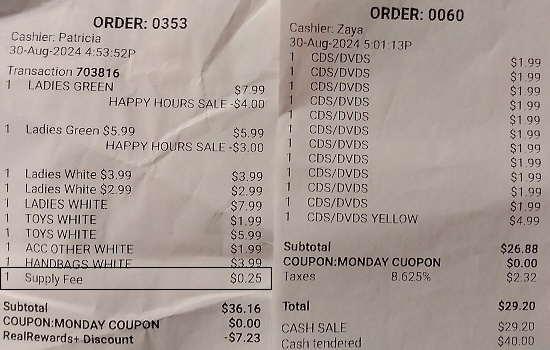 ORDER: 0353
Cashier: Patricia
30-Aug-2024 4:53:52P
Transaction 703816
1 LADIES GREEN $7.99
HAPPY HOURS SALE -$4.00
1 Ladies Green $5.99 $5.99
HAPPY HOURS SALE -$3.00
1 Ladies White $3.99 $3.99
1 Ladies White $2.99 $2.99
1 LADIES WHITE $7.99
1 TOYS WHITE $1.99
1 TOYS WHITE $5.99
1 ACC OTHER WHITE $1.99
1 HANDBAGS WHITE $3.99
1 Supply Fee $0.25
Subtotal $36.16
COUPON:MONDAY COUPON $0.00
RealRewards+ Discount -$7.23
ORDER: 0060
Cashier: Zaya
30-Aug-2024 5:01:13P
1 CDS/DVDS $1.99
1 CDS/DVDS $1.99
1 CDS/DVDS $1.99
1 CDS/DVDS $1.99
1 CDS/DVDS $1.99
1 CDS/DVDS $1.99
1 CDS/DVDS $1.99
1 CDS/DVDS $1.99
1 CDS/DVDS $1.99
1 CDS/DVDS $1.99
1 CDS/DVDS $1.99
1 CDS/DVDS YELLOW $4.99
Subtotal $26.88
COUPON:MONDAY CUOPON $0.00
Taxes 8.625% $2.32
Total $29.20
CASH SALE $29.20
Cash tendered $40.00